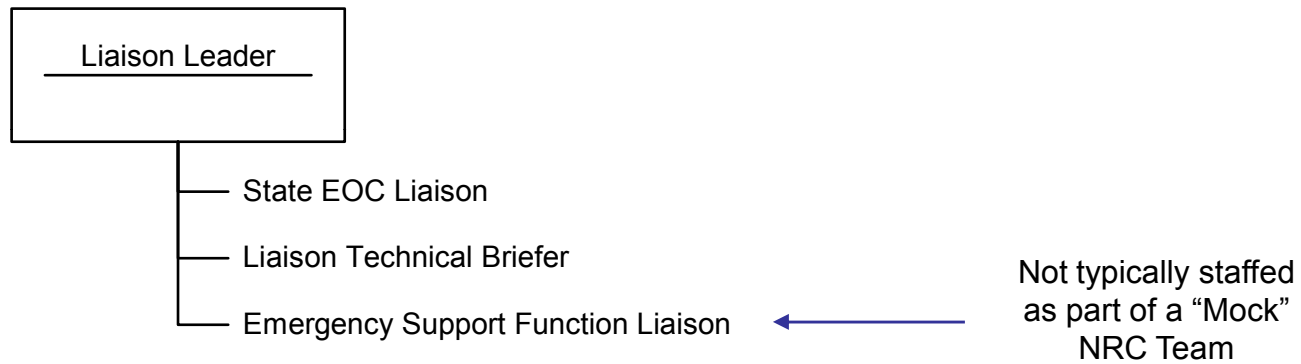 Liaison Leader
State EOC Liaison
Liaison Technical Briefer
Emergency Support Function Liaison
Not typically staffed
as part of a “Mock”
NRC Team